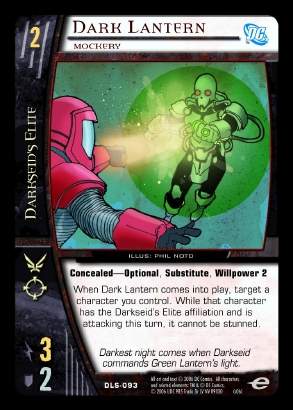 2
DARK LANTERN
MOCKERY
DC
DARKSEID'S ELITE
ILLUS: PHIL NOTO
Concealed—Optional, Substitute, Willpower 2
When Dark Lantern comes into play, target a
character you control. While that character
has the Darkseid's Elite affiliation and is
attacking this turn, it cannot be stunned.
Darkest night comes when Darkseid
commands Green Lantern's light.
3
2
DLS-093